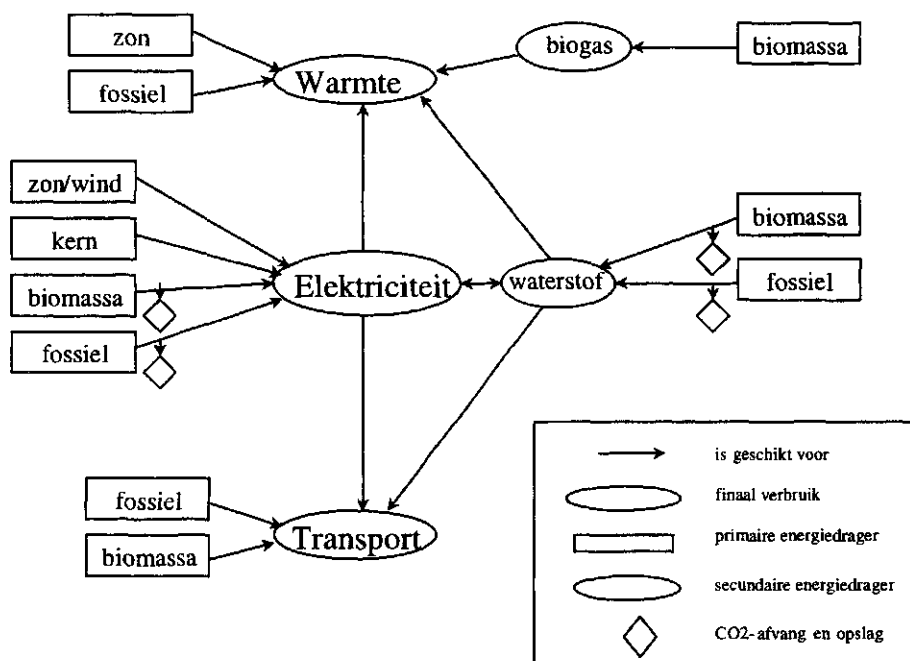 zon
biogas
biomassa
Warmte
fossiel
zon/wind
biomassa
kern
Elektriciteit
waterstof
biomassa
fossiel
fossiel
fossiel
Transport
biomassa
is geschikt voor
finaal verbruik
primaire energiedrager
secundaire energiedrager
CO2-afvang en opslag